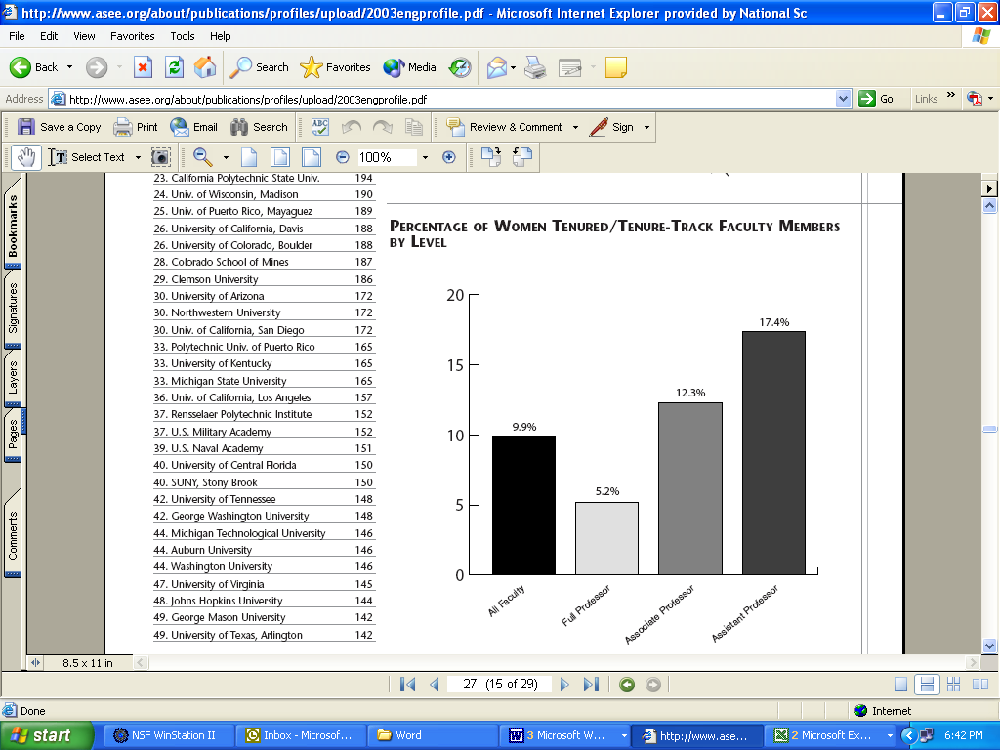 http://www.asee.org/about/publications/profiles/upload/2003engprofile.pdf - Microsoft Internet Explorer provided by National Sc
File Edit View Favorites Tools Help
Back Search Favorites Media
Address http://www.asee.org/about/publications/profiles/upload/2003engprofile.pdf Go Links »
Save a Copy Print Email Search Review & Comment Sign
Select Text 100%
Bookmarks
Signatures
Layers
Pages
Comments
23. California Polytechnic State Univ. 194
24. Univ. of Wisconsin, Madison 190
25. Univ. of Puerto Rico, Mayaguez 189
26. University of California, Davis 188
26. University of Colorado, Boulder 188
28. Colorado School of Mines 187
29. Clemson University 186
30. University of Arizona 172
30. Northwestern University 172
30. Univ. of California, San Diego 172
33. Polytechnic Univ. of Puerto Rico 165
33. University of Kentucky 165
33. Michigan State University 165
36. Univ. of California, Los Angeles 157
37. Rensselaer Polytechnic Institute 152
37. U.S. Military Academy 152
39. U.S. Naval Academy 151
40. University of Central Florida 150
40. SUNY, Stony Brook 150
42. University of Tennessee 148
42. George Washington University 148
44. Michigan Technological University 146
44. Auburn University 146
44. Washington University 146
47. University of Virginia 145
48. Johns Hopkins University 144
49. George Mason University 142
49. University of Texas, Arlington 142
Percentage of Women Tenured/Tenure-Track Faculty Members
by Level
20
15
10
5
0
9.9%
5.2%
12.3%
17.4%
All Faculty
Full Professor
Associate Professor
Assistant Professor
8.5 x 11 in
27 (15 of 29)
Done Internet
start NSF WinStation II Inbox - Microsof... Word 3 Microsoft W... http://www.asee... 2 Microsoft Ex... 6:42 PM